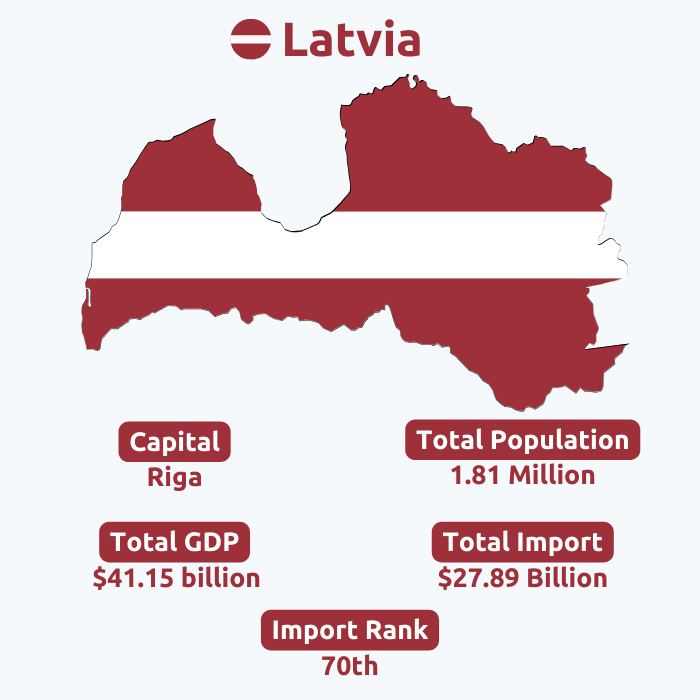 Latvia
Capital
Riga
Total Population
1.81 Million
Total GDP
$41.15 billion
Total Import
$27.89 Billion
Import Rank
70th